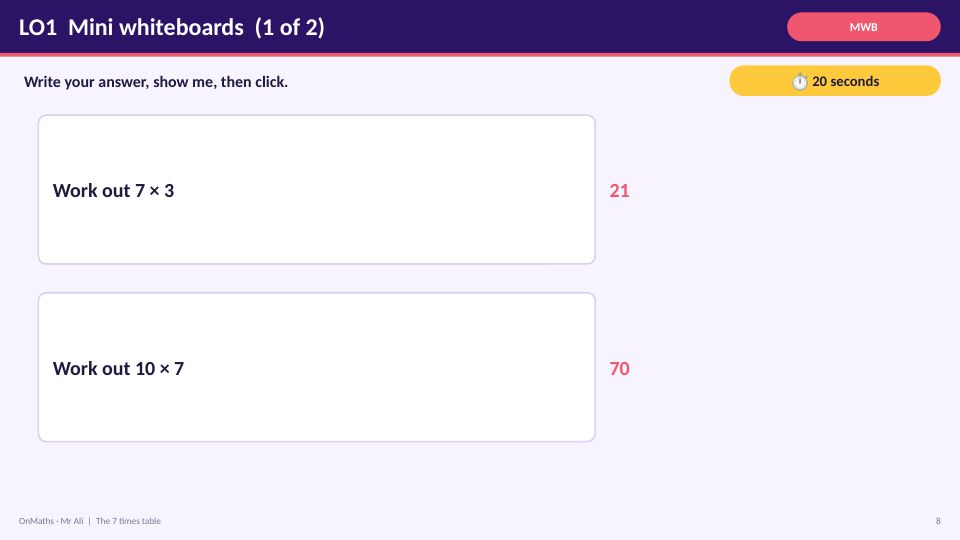 LO1 Mini whiteboards (1 of 2)
MWB
Write your answer, show me, then click.
⏱️ 20 seconds
Work out 7 × 3
21
Work out 10 × 7
70
OnMaths - Mr Ali | The 7 times table
8